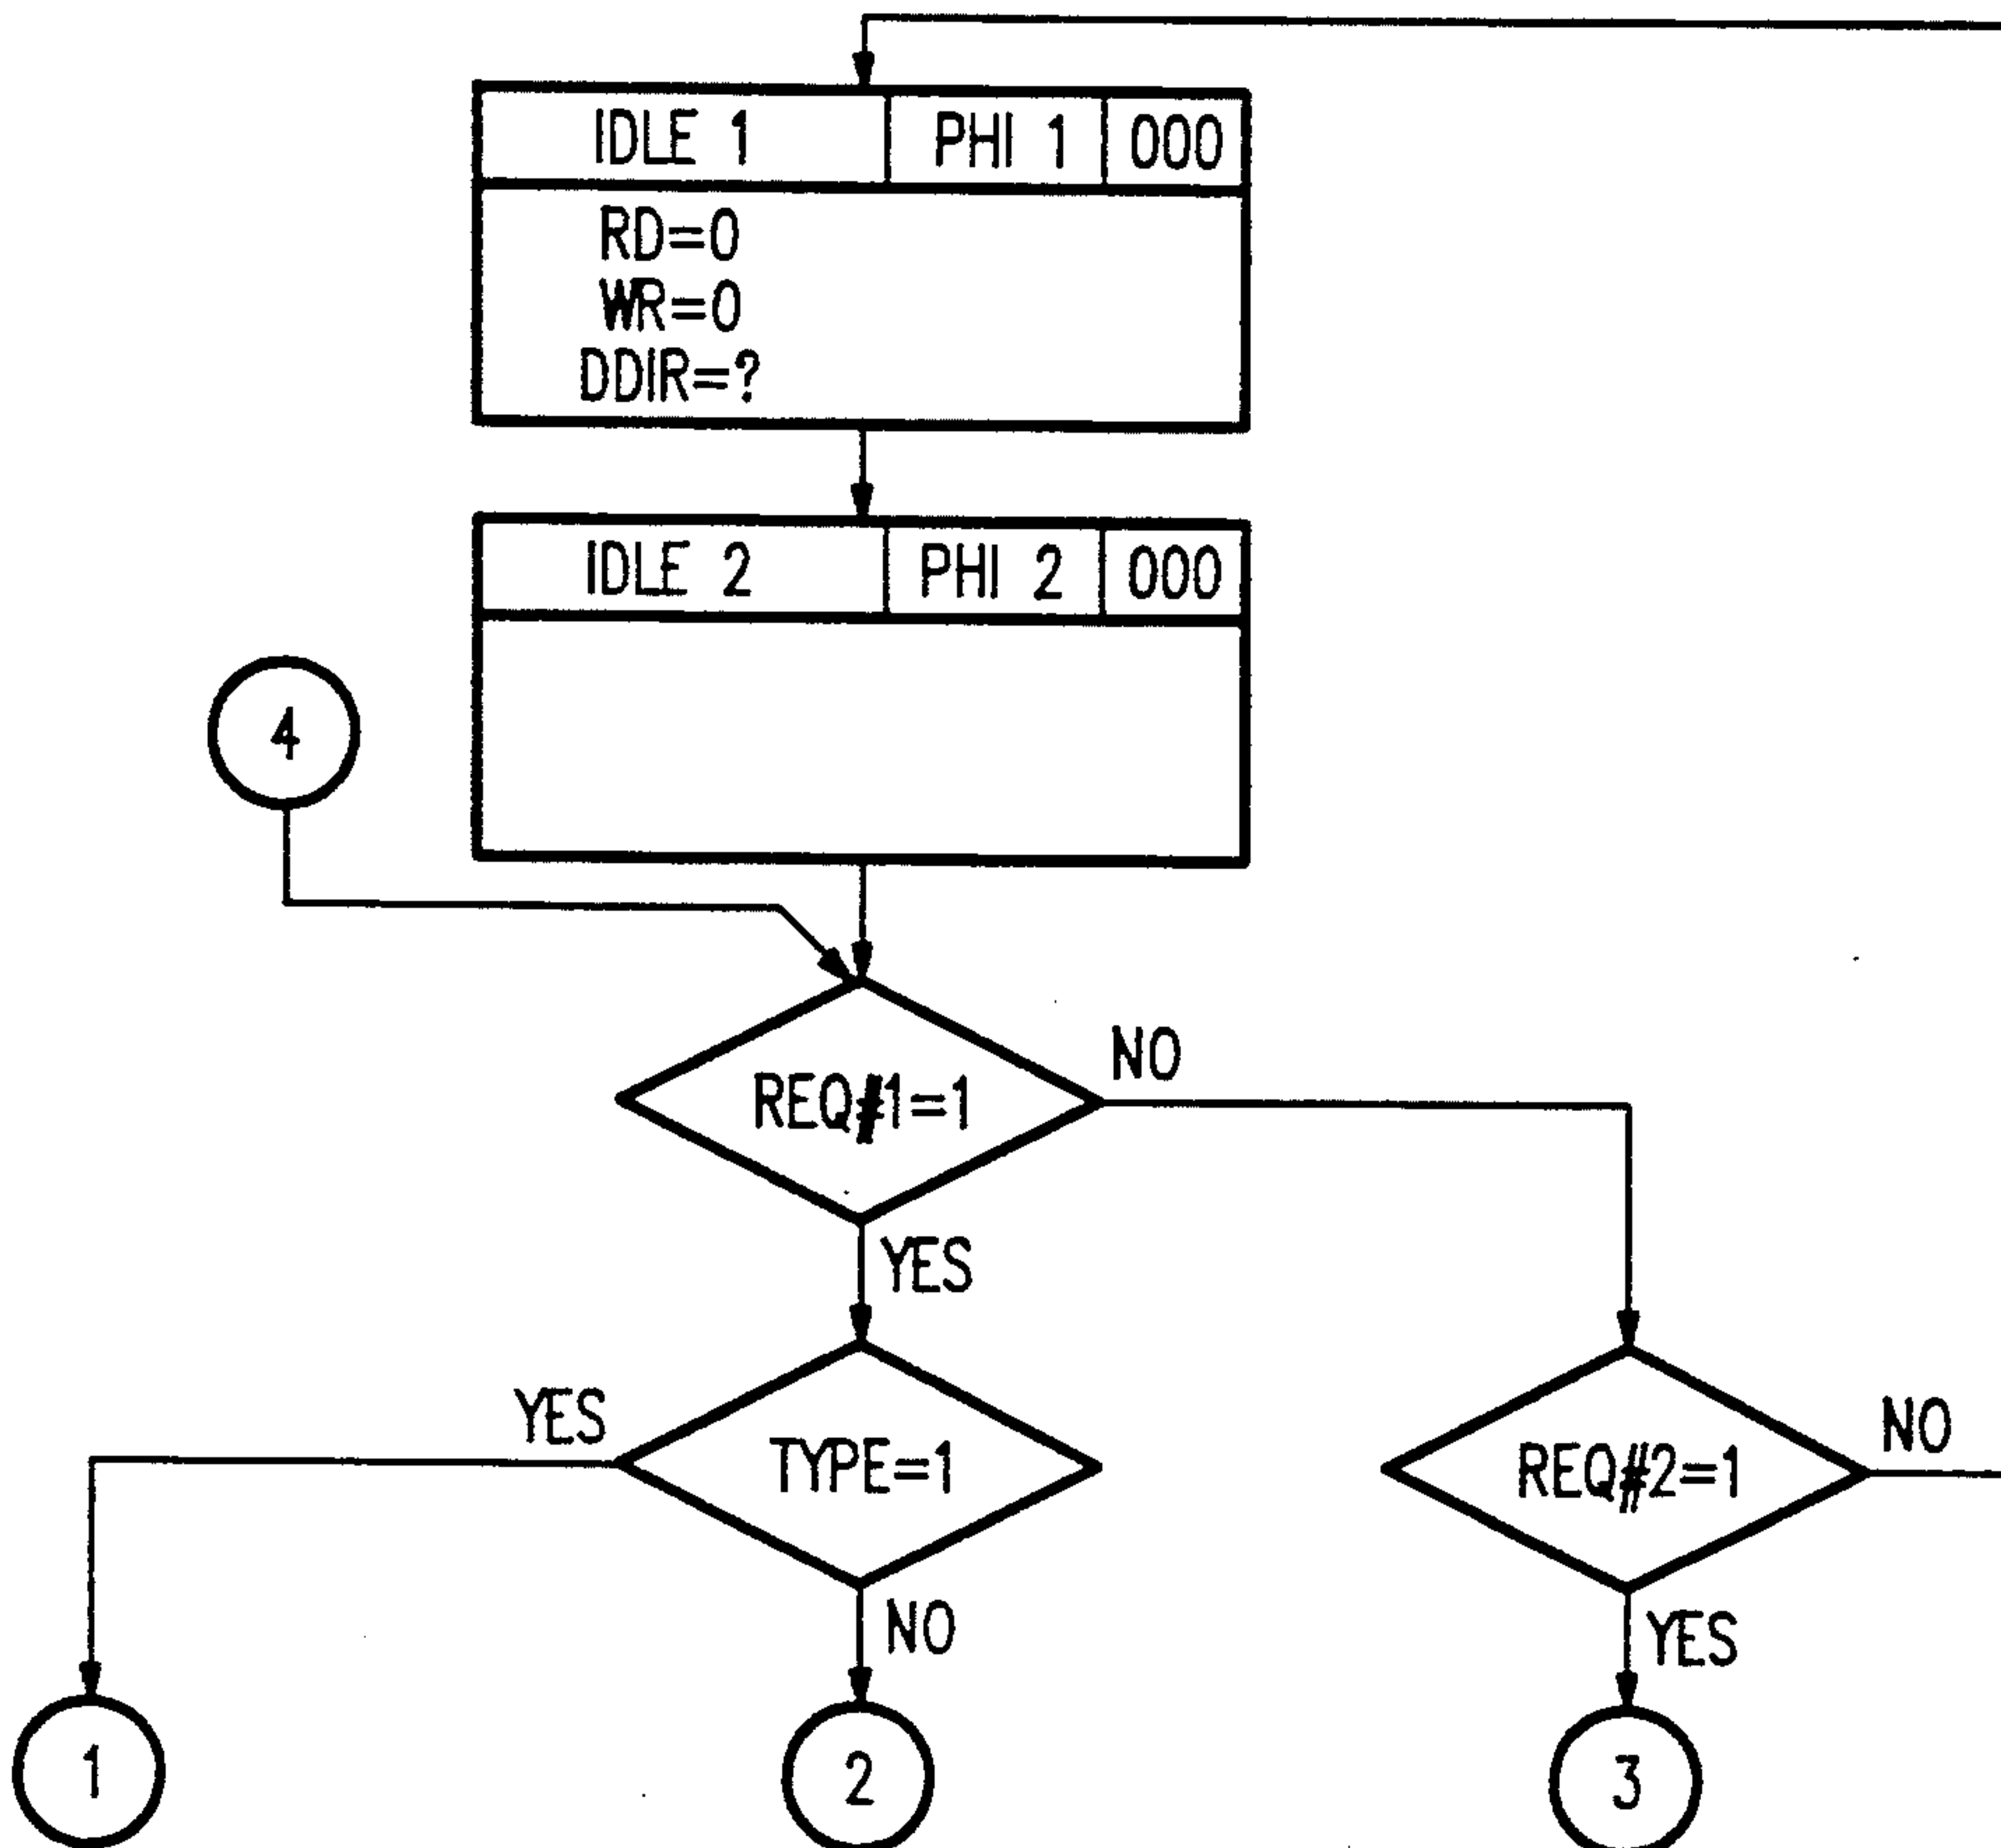 IDLE 1 PHI 1 000
RD=0
WR=0
DDIR=?
IDLE 2 PHI 2 000
4
REQ#1=1
NO
YES
YES
TYPE=1
NO
REQ#2=1
NO
YES
1
2
3